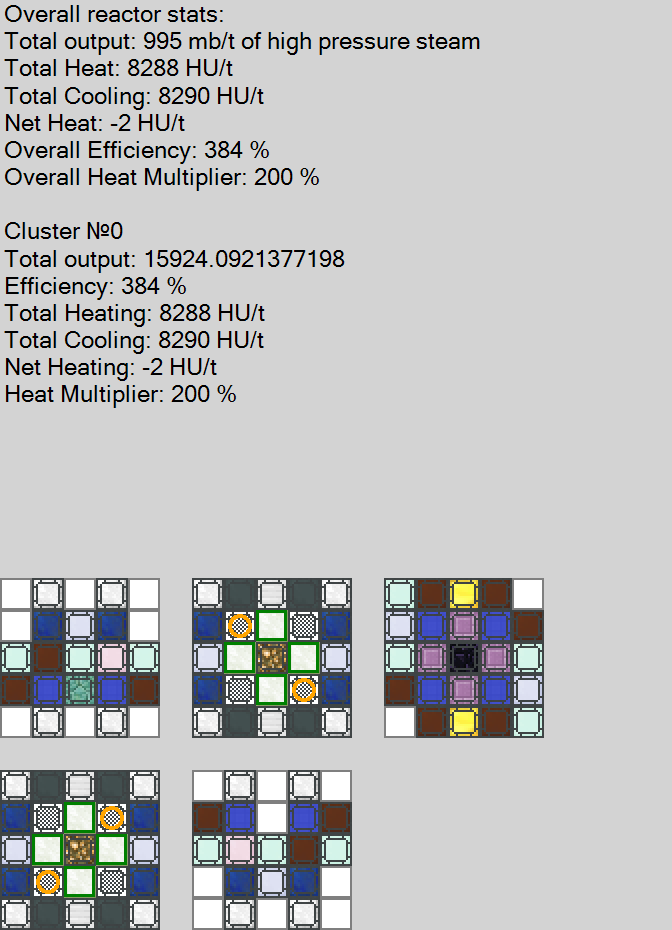 Overall reactor stats:
Total output: 995 mb/t of high pressure steam
Total Heat: 8288 HU/t
Total Cooling: 8290 HU/t
Net Heat: -2 HU/t
Overall Efficiency: 384 %
Overall Heat Multiplier: 200 %
Cluster №0
Total output: 15924.0921377198
Efficiency: 384 %
Total Heating: 8288 HU/t
Total Cooling: 8290 HU/t
Net Heating: -2 HU/t
Heat Multiplier: 200 %